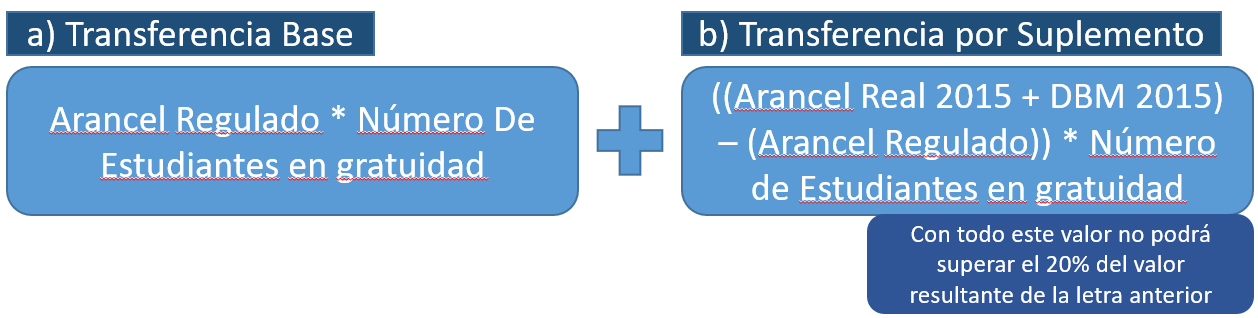 a) Transferencia Base
Arancel Regulado * Número De
Estudiantes en gratuidad
b) Transferencia por Suplemento
((Arancel Real 2015 + DBM 2015)
– (Arancel Regulado)) * Número
de Estudiantes en gratuidad
Con todo este valor no podrá
superar el 20% del valor
resultante de la letra anterior